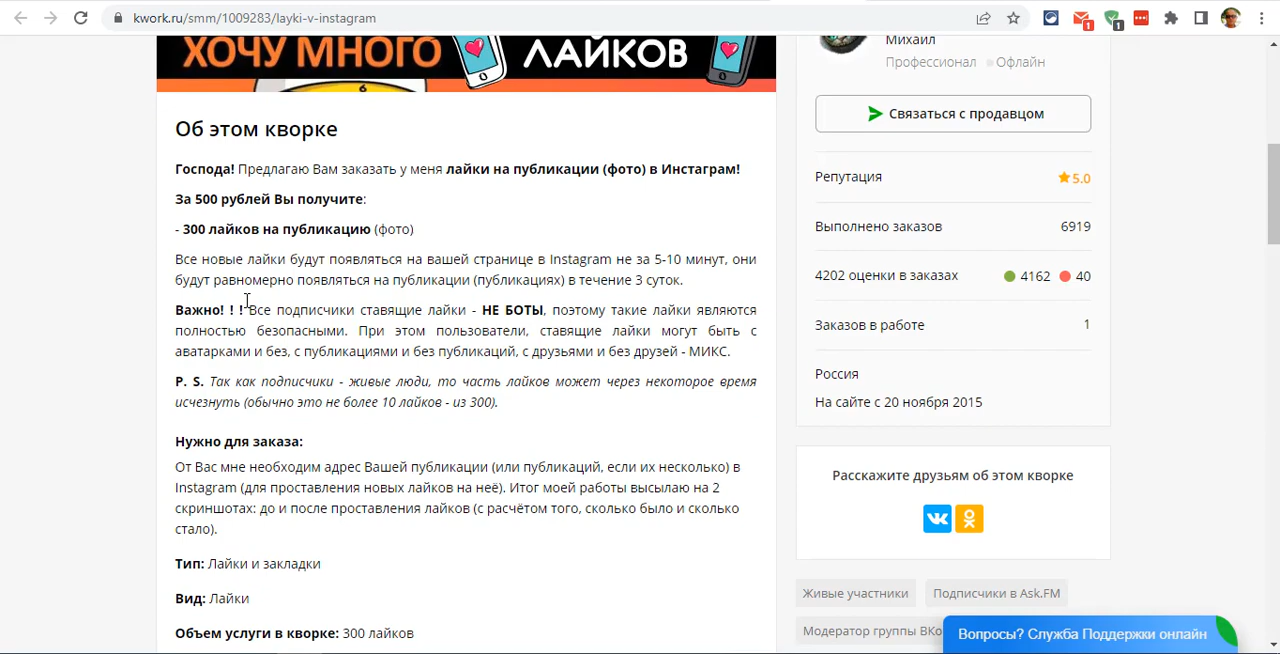 kwork.ru/smm/1009283/layki-v-instagram
1
1
ХОЧУ МНОГО ЛАЙКОВ
6
Об этом кворке
Господа! Предлагаю Вам заказать у меня лайки на публикации (фото) в Инстаграм!
За 500 рублей Вы получите:
- 300 лайков на публикацию (фото)
Все новые лайки будут появляться на вашей странице в Instagram не за 5-10 минут, они
будут равномерно появляться на публикации (публикациях) в течение 3 суток.
Важно! ! ! Все подписчики ставящие лайки - НЕ БОТЫ, поэтому такие лайки являются
полностью безопасными. При этом пользователи, ставящие лайки могут быть с
аватарками и без, с публикациями и без публикаций, с друзьями и без друзей - МИКС.
P. S. Так как подписчики - живые люди, то часть лайков может через некоторое время
исчезнуть (обычно это не более 10 лайков - из 300).
Нужно для заказа:
От Вас мне необходим адрес Вашей публикации (или публикаций, если их несколько) в
Instagram (для проставления новых лайков на неё). Итог моей работы высылаю на 2
скриншотах: до и после проставления лайков (с расчётом того, сколько было и сколько
стало).
Тип: Лайки и закладки
Вид: Лайки
Объем услуги в кворке: 300 лайков
Михаил
Профессионал Офлайн
Связаться с продавцом
Репутация 5.0
Выполнено заказов 6919
4202 оценки в заказах 4162 40
Заказов в работе 1
Россия
На сайте с 20 ноября 2015
Расскажите друзьям об этом кворке
Живые участники Подписчики в Ask.FM
Модератор группы ВКо
Вопросы? Служба Поддержки онлайн